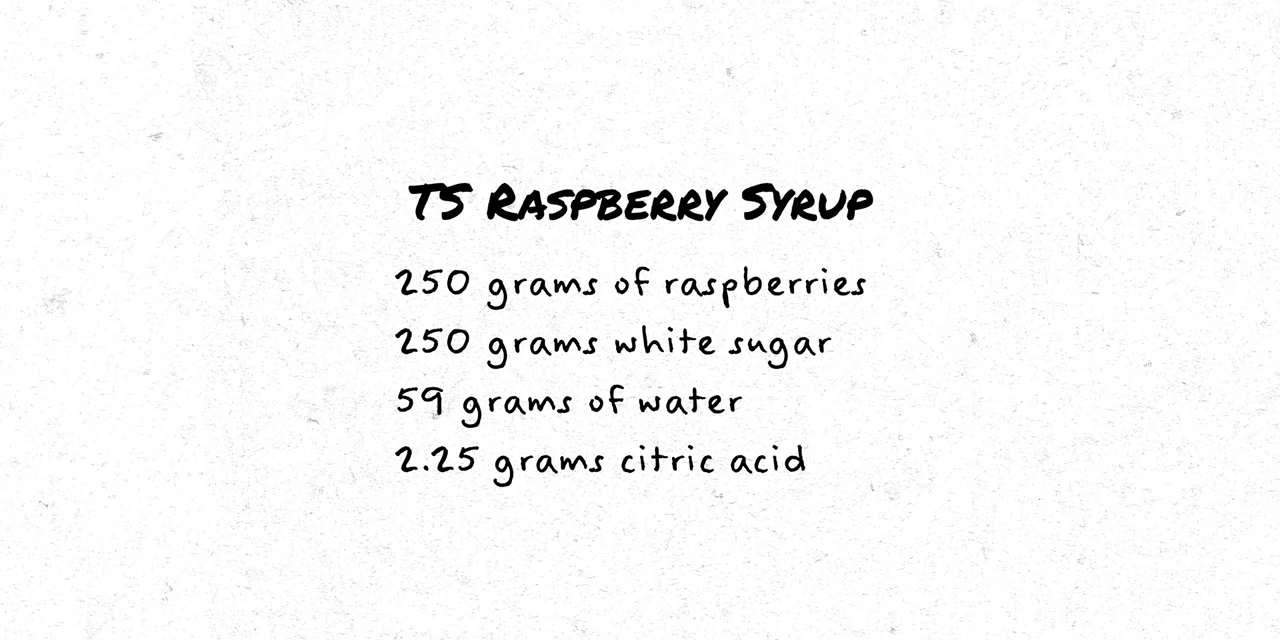 TS Raspberry Syrup
250 grams of raspberries
250 grams white sugar
59 grams of water
2.25 grams citric acid